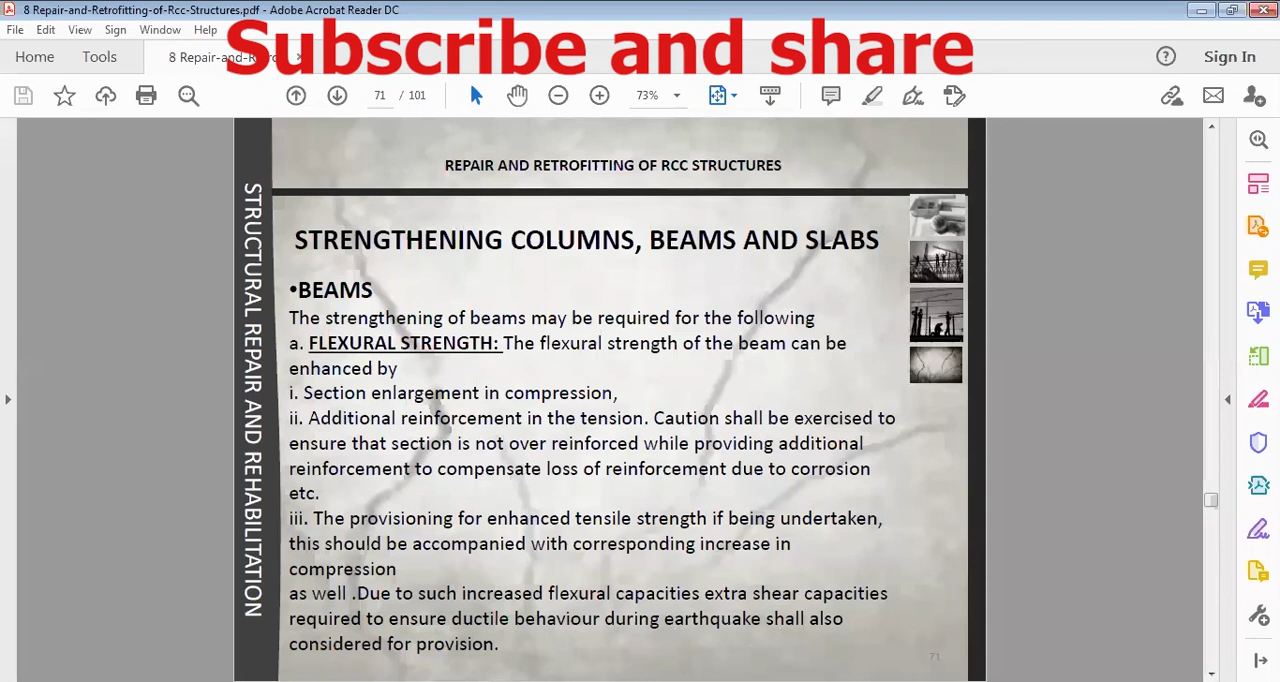 8 Repair-and-Retrofitting-of-Rcc-Structures.pdf - Adobe Acrobat Reader DC
File Edit View Sign Window Help
Subscribe and share
Home Tools 8 Repair-and-Retro
Sign In
71 / 101 73%
REPAIR AND RETROFITTING OF RCC STRUCTURES
STRUCTURAL REPAIR AND REHABILITATION
STRENGTHENING COLUMNS, BEAMS AND SLABS
•BEAMS
The strengthening of beams may be required for the following
a. FLEXURAL STRENGTH: The flexural strength of the beam can be
enhanced by
i. Section enlargement in compression,
ii. Additional reinforcement in the tension. Caution shall be exercised to
ensure that section is not over reinforced while providing additional
reinforcement to compensate loss of reinforcement due to corrosion
etc.
iii. The provisioning for enhanced tensile strength if being undertaken,
this should be accompanied with corresponding increase in
compression
as well .Due to such increased flexural capacities extra shear capacities
required to ensure ductile behaviour during earthquake shall also
considered for provision.
71